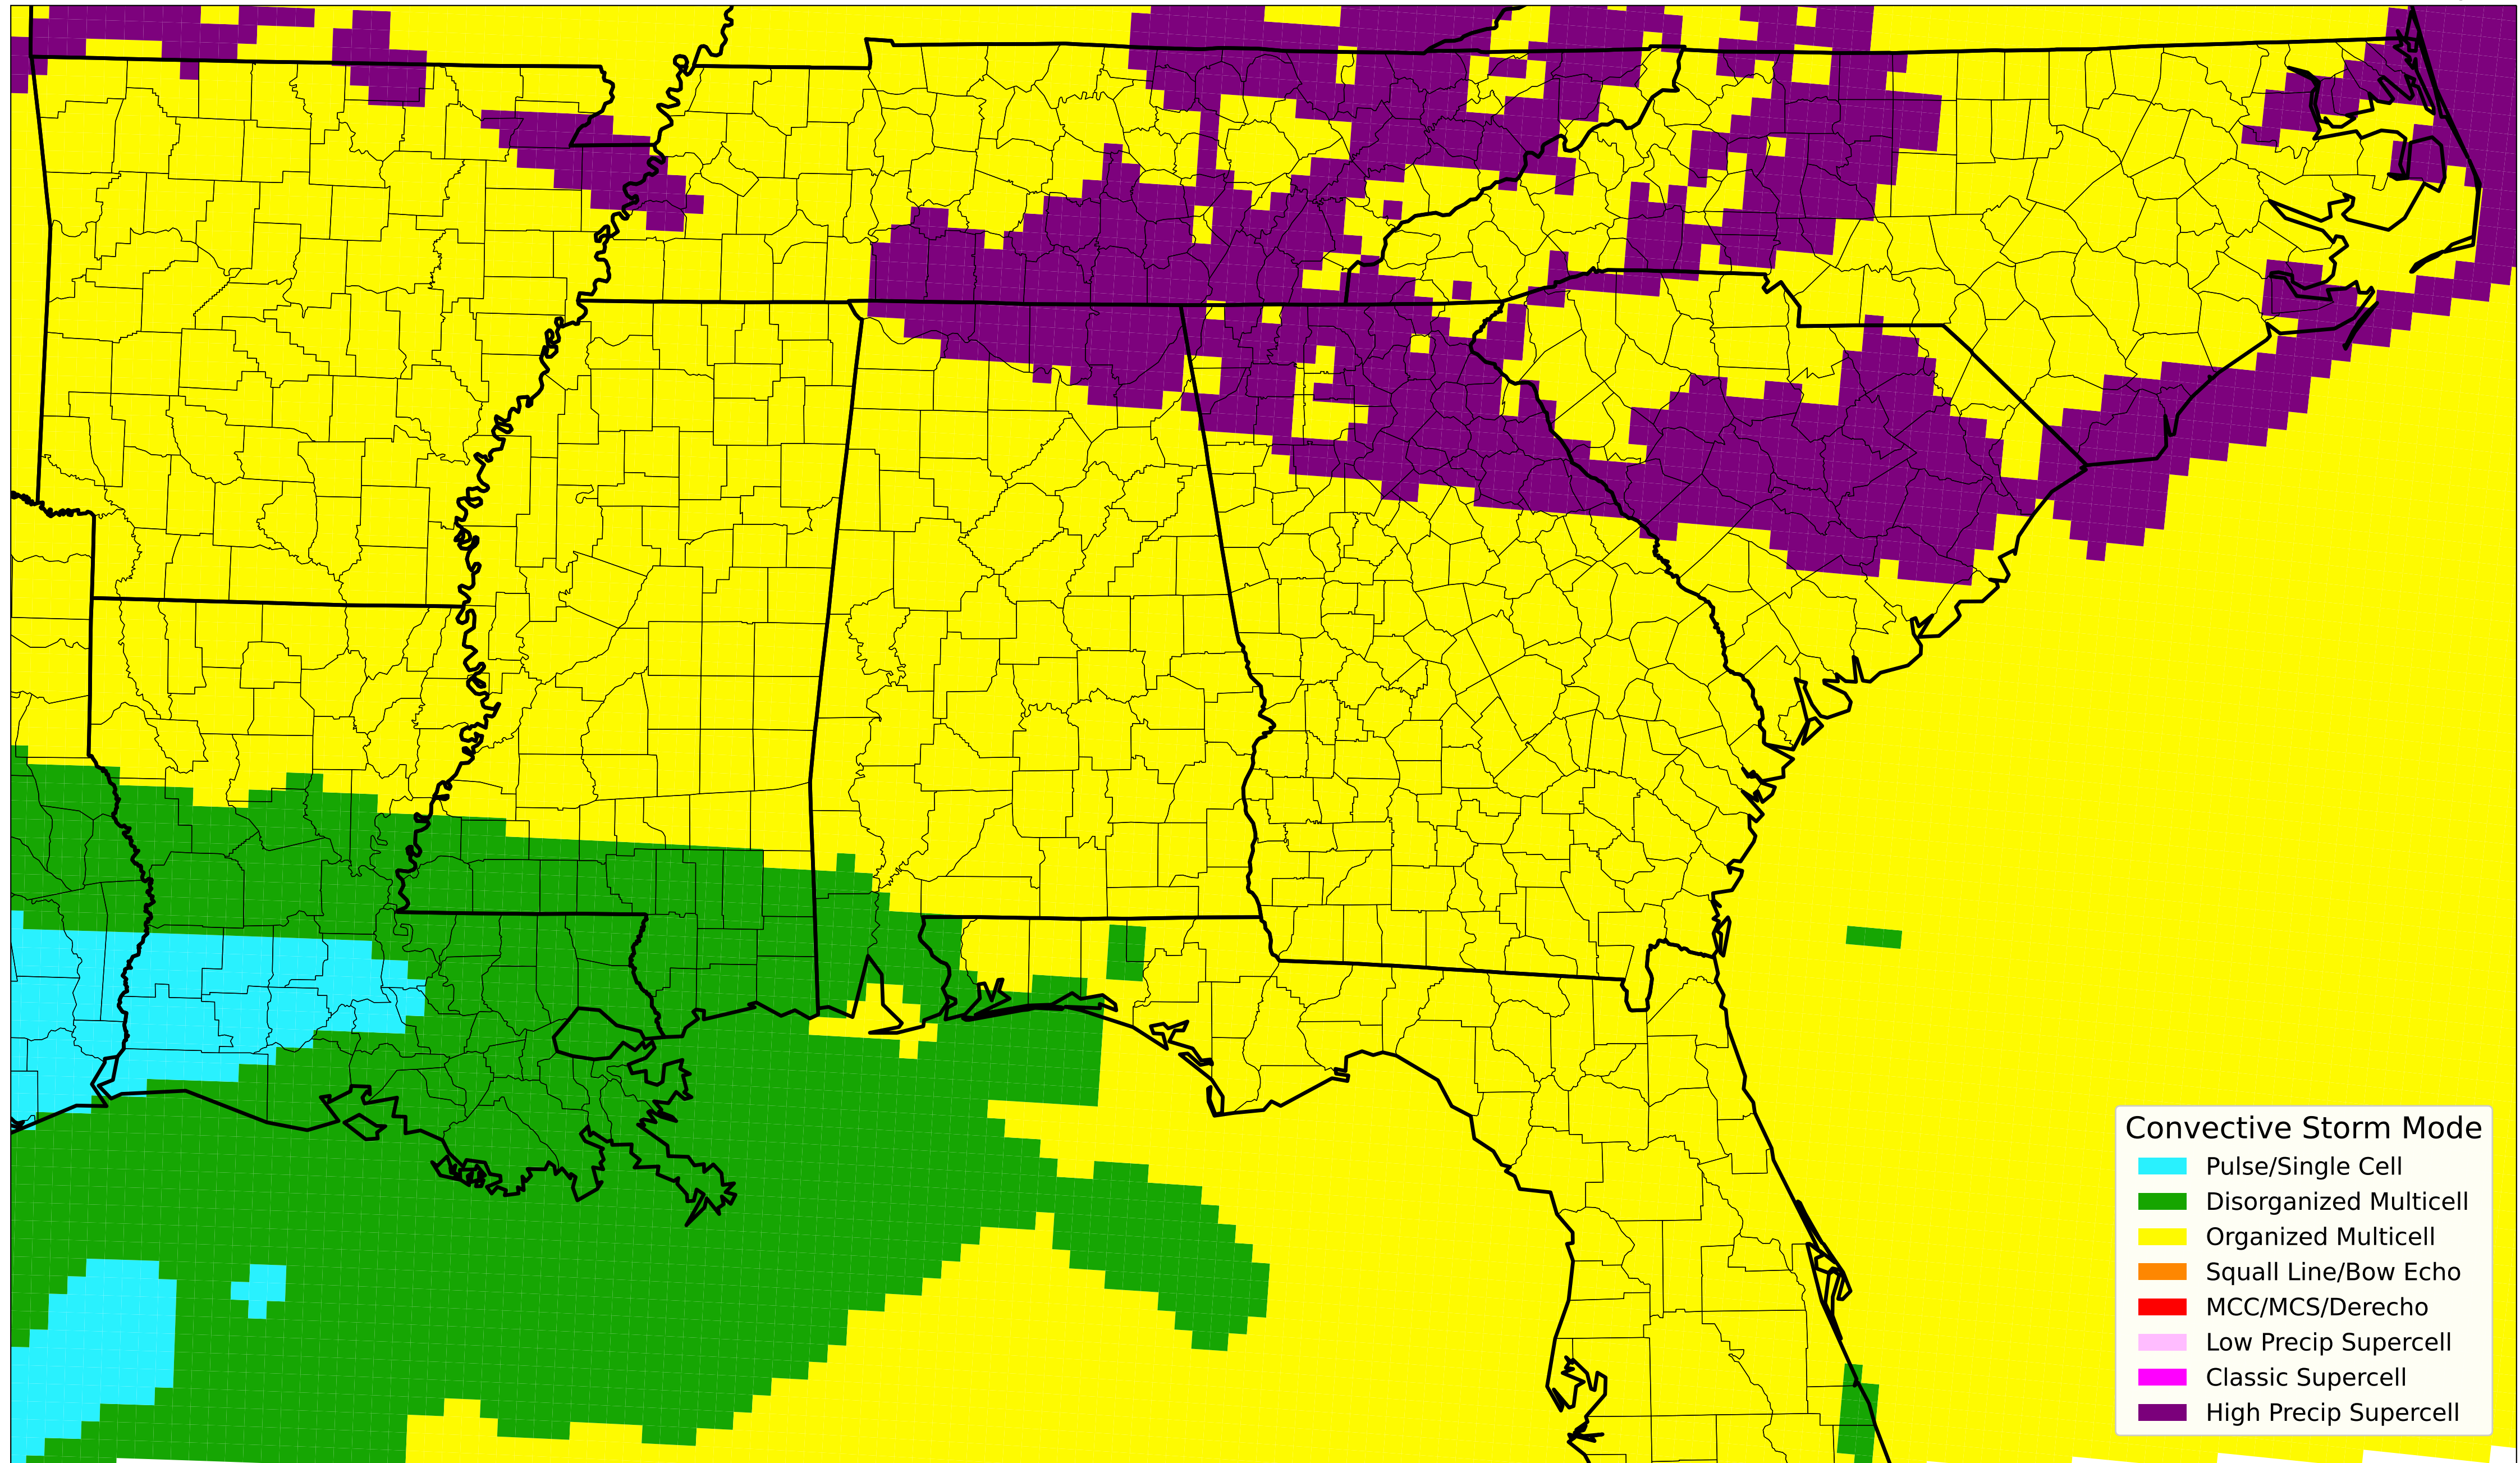 Convective Storm Mode
Pulse/Single Cell
Disorganized Multicell
Organized Multicell
Squall Line/Bow Echo
MCC/MCS/Derecho
Low Precip Supercell
Classic Supercell
High Precip Supercell